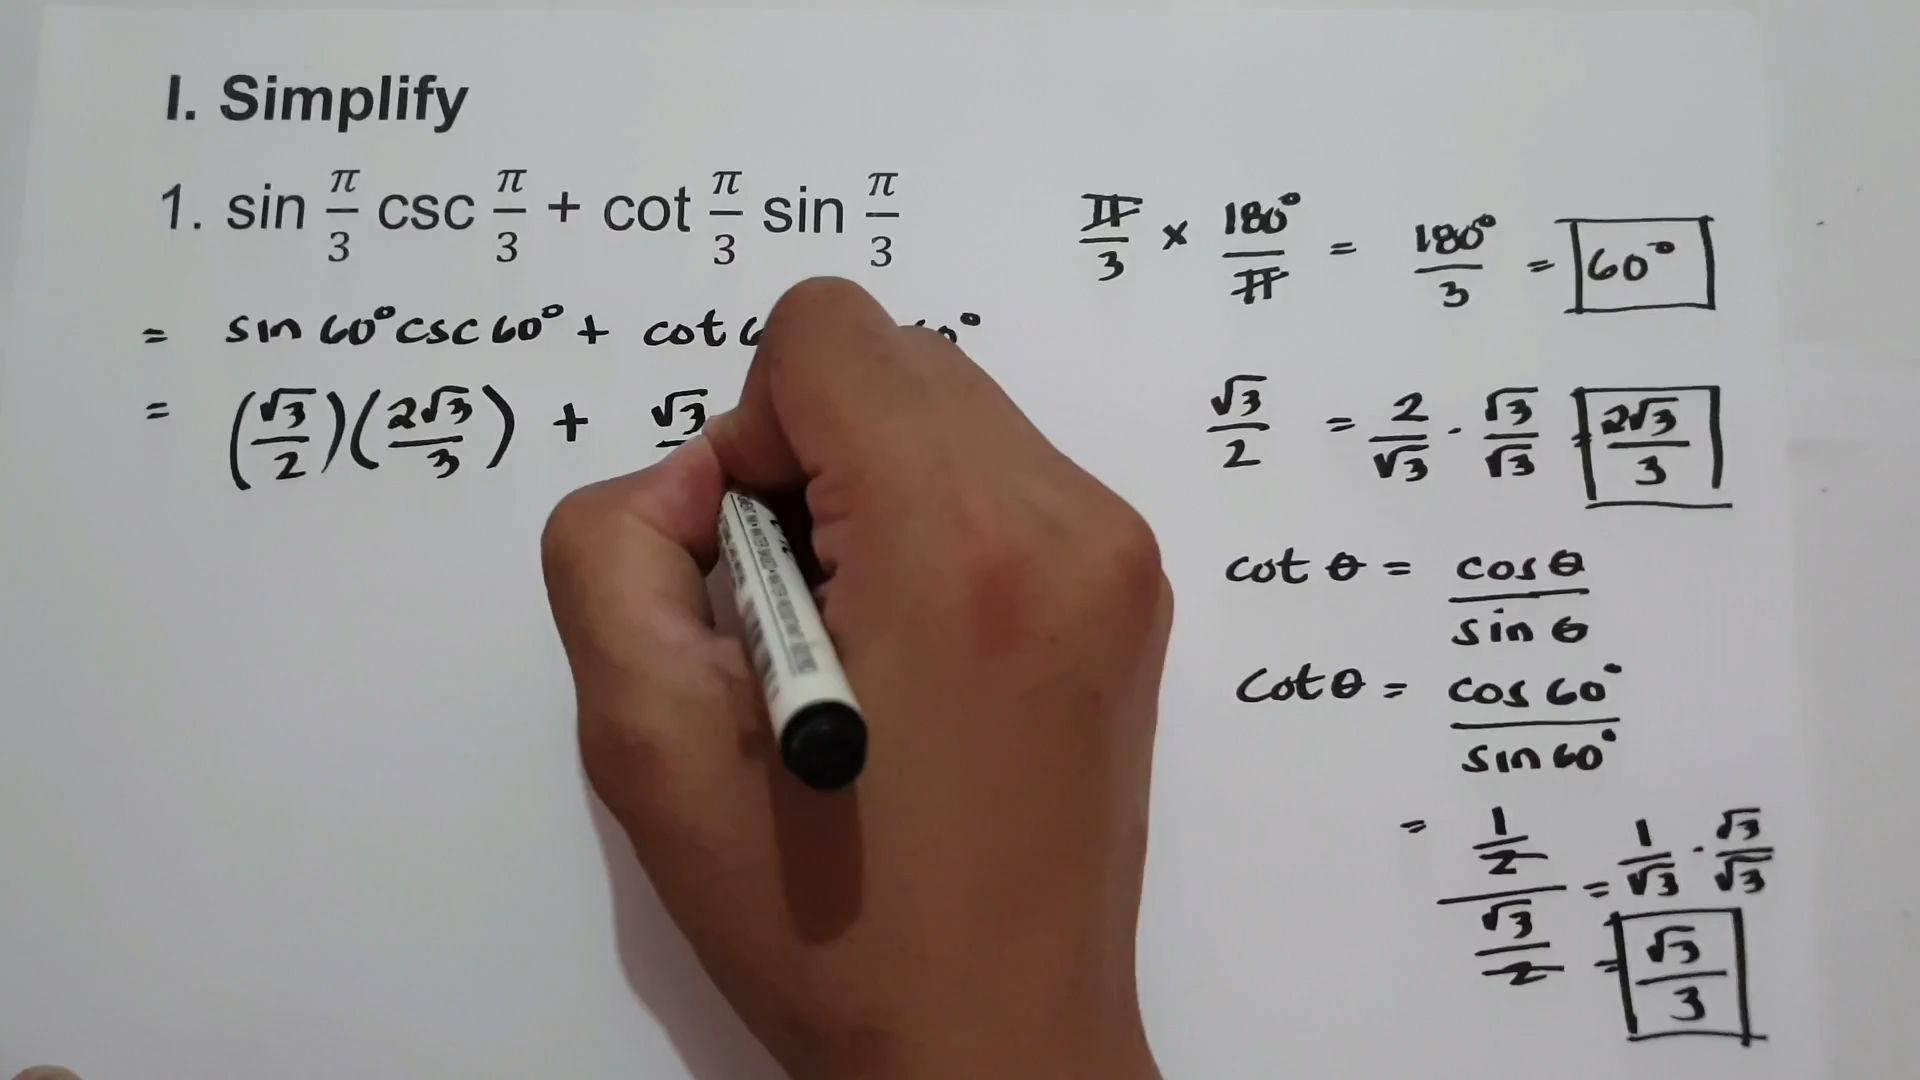 I. Simplify
1. sin π/3 csc π/3 + cot π/3 sin π/3
= sin 60° csc 60° + cot 6 0°
= (√3/2)(2√3/3) + √3
π/3 × 180°/π = 180°/3 = 60°
√3/2 = 2/√3 · √3/√3 = 2√3/3
cot θ = cos θ / sin θ
cot θ = cos 60° / sin 60°
= 1/2 / √3/2 = 1/√3 · √3/√3
= √3/3